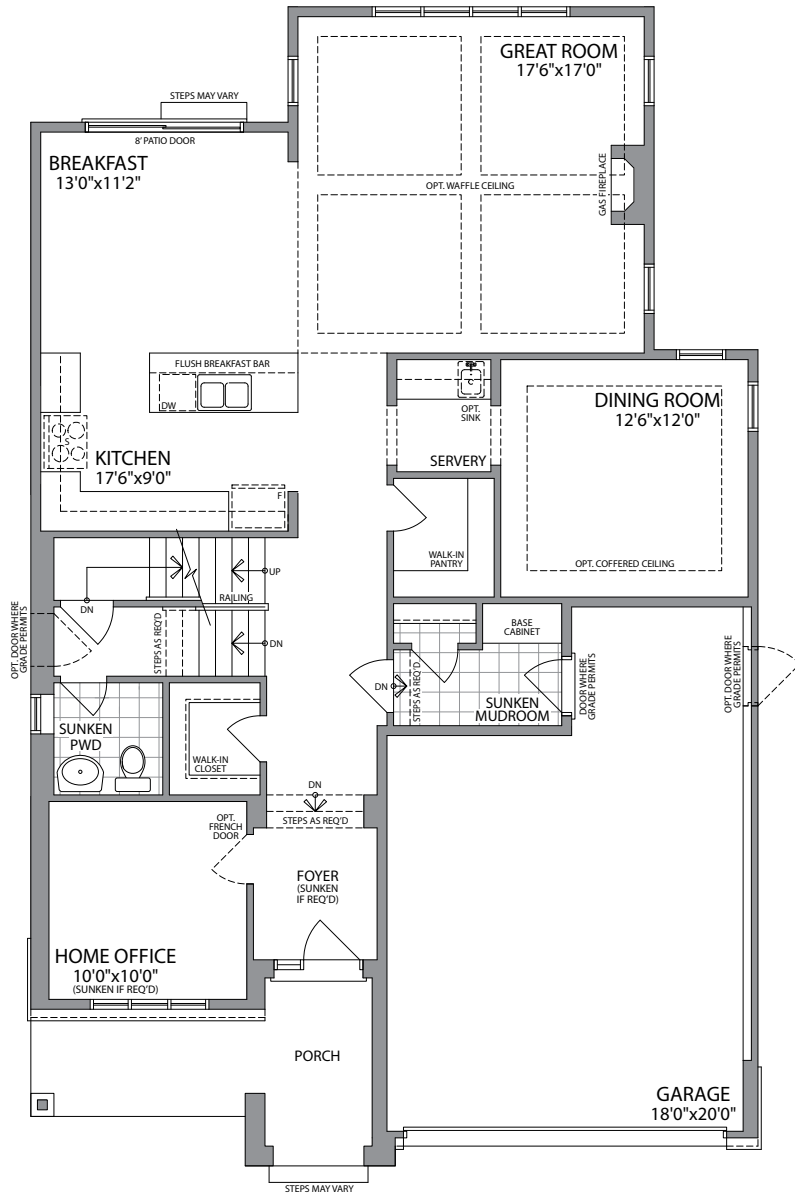 GREAT ROOM
17'6"x17'0"
STEPS MAY VARY
8' PATIO DOOR
BREAKFAST
13'0"x11'2"
OPT. WAFFLE CEILING
GAS FIREPLACE
FLUSH BREAKFAST BAR
DW
C
OPT.
SINK
DINING ROOM
12'6"x12'0"
S
KITCHEN
17'6"x9'0"
SERVERY
F
WALK-IN
PANTRY
OPT. COFFERED CEILING
UP
RAILING
DN
OPT. DOOR WHERE
GRADE PERMITS
STEPS AS REQ'D
DN
BASE
CABINET
DN
STEPS AS REQ'D
SUNKEN
MUDROOM
DOOR WHERE
GRADE PERMITS
OPT. DOOR WHERE
GRADE PERMITS
SUNKEN
PWD
WALK-IN
CLOSET
DN
STEPS AS REQ'D
OPT.
FRENCH
DOOR
FOYER
(SUNKEN
IF REQ'D)
HOME OFFICE
10'0"x10'0"
(SUNKEN IF REQ'D)
PORCH
GARAGE
18'0"x20'0"
STEPS MAY VARY